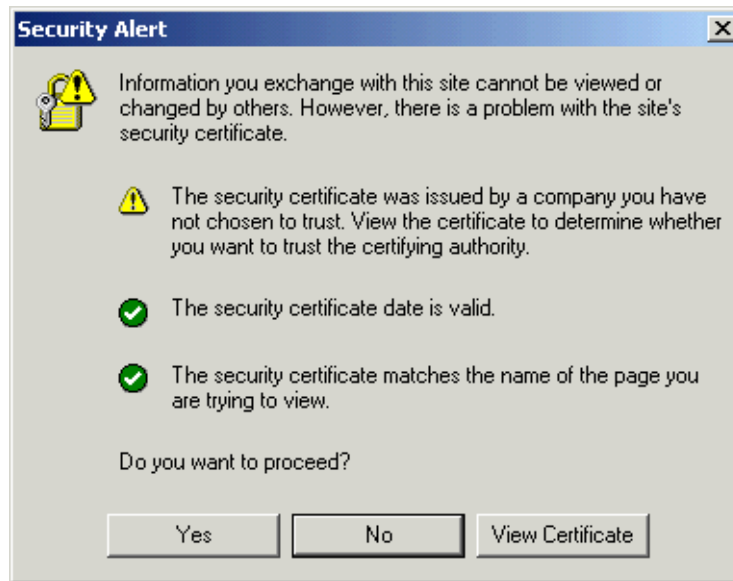 Security Alert
Information you exchange with this site cannot be viewed or
changed by others. However, there is a problem with the site's
security certificate.
The security certificate was issued by a company you have
not chosen to trust. View the certificate to determine whether
you want to trust the certifying authority.
The security certificate date is valid.
The security certificate matches the name of the page you
are trying to view.
Do you want to proceed?
Yes
No
View Certificate